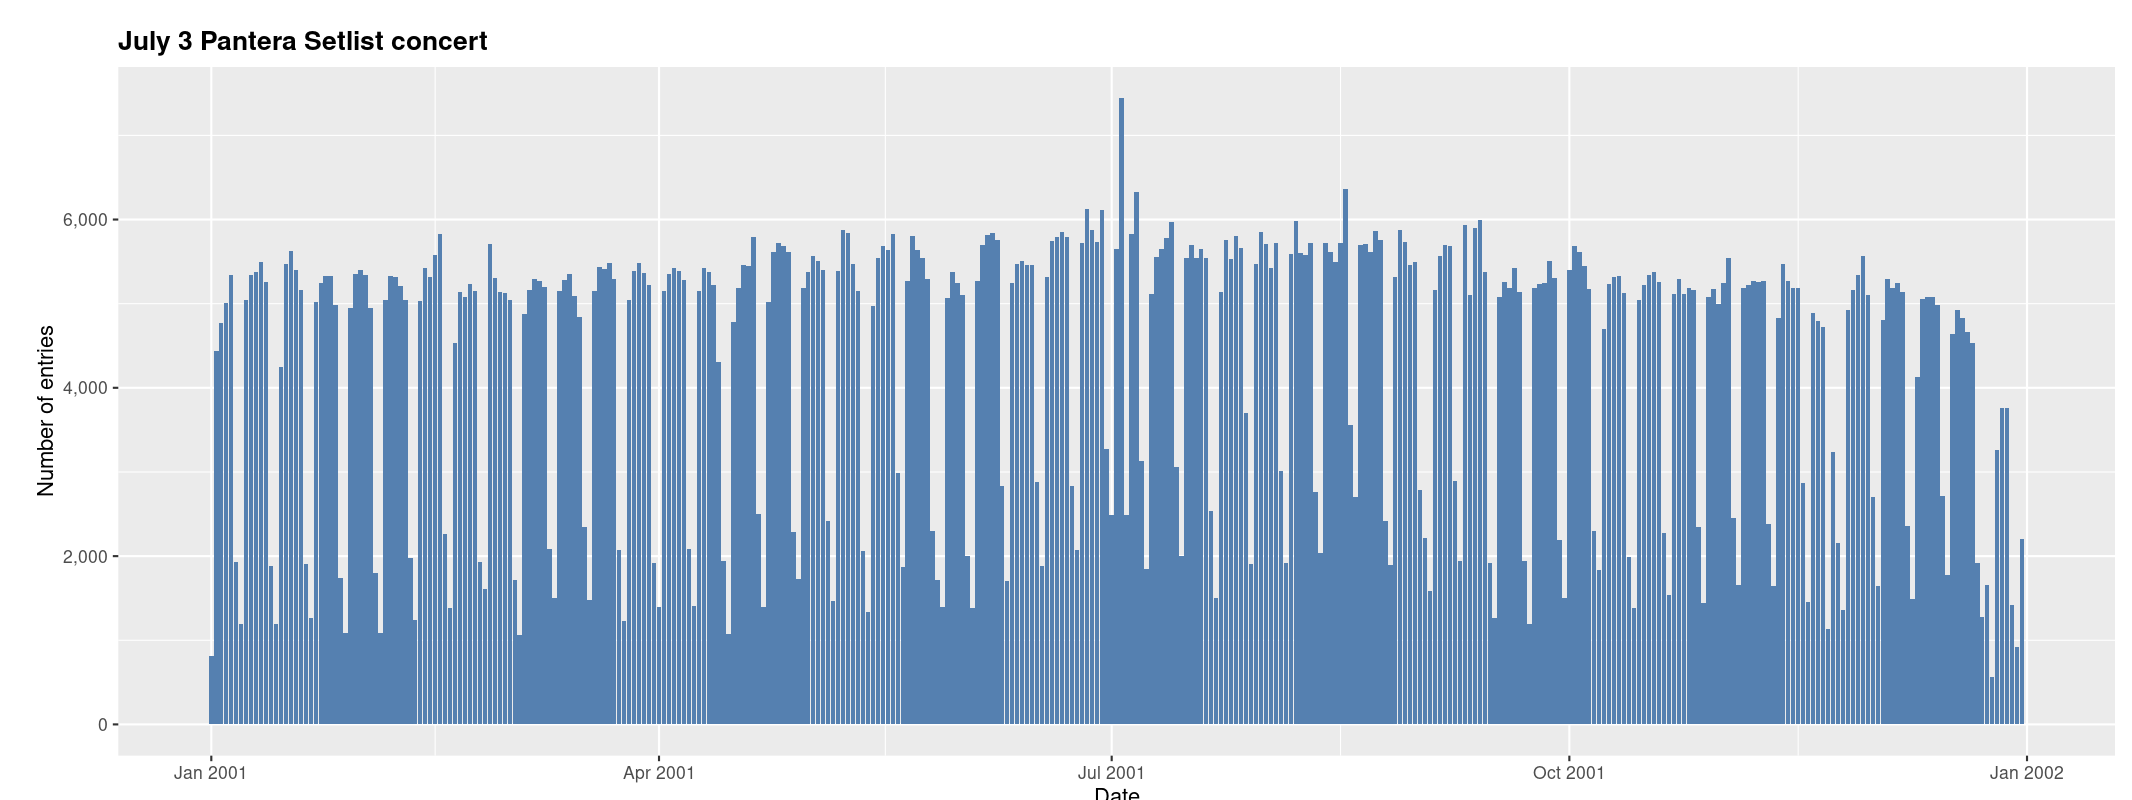 July 3 Pantera Setlist concert
Number of entries
6,000
4,000
2,000
0
Jan 2001
Apr 2001
Jul 2001
Oct 2001
Jan 2002
Date